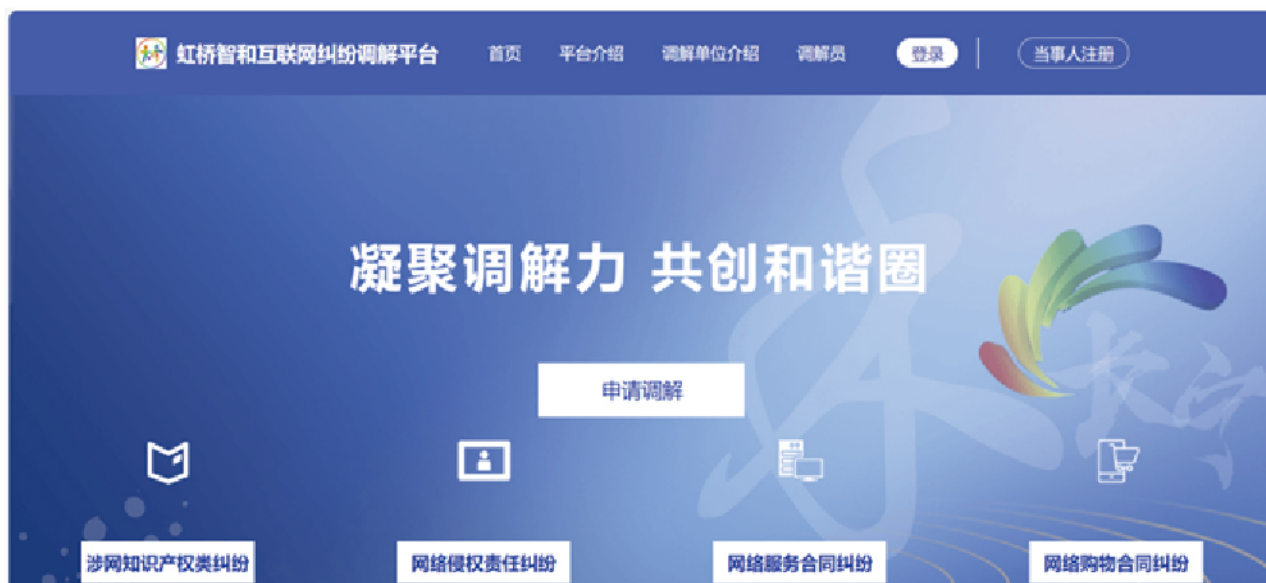 虹桥智和互联网纠纷调解平台 首页 平台介绍 调解单位介绍 调解员 登录 当事人注册
凝聚调解力 共创和谐圈
申请调解
长宁
涉网知识产权类纠纷 网络侵权责任纠纷 网络服务合同纠纷 网络购物合同纠纷